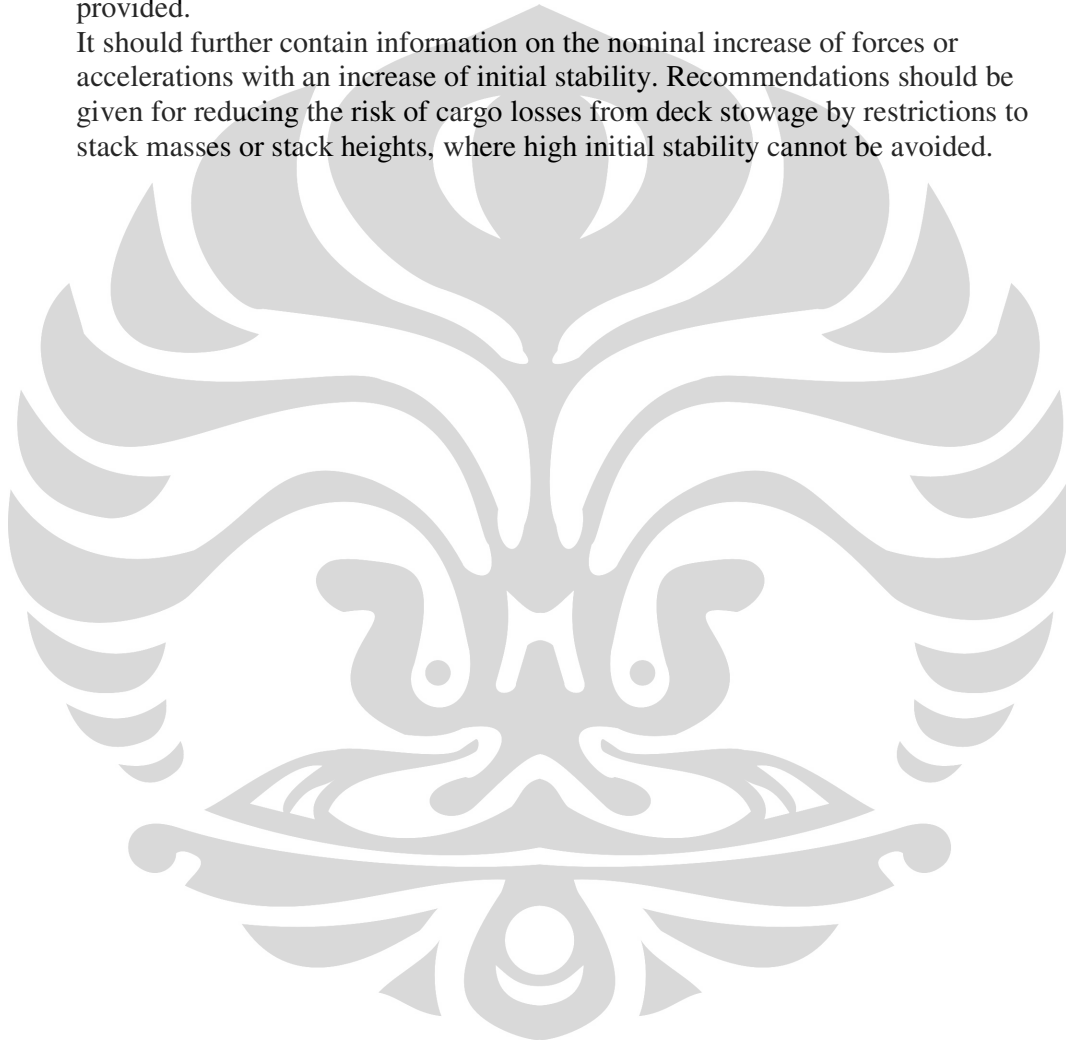 provided.
It should further contain information on the nominal increase of forces or
accelerations with an increase of initial stability. Recommendations should be
given for reducing the risk of cargo losses from deck stowage by restrictions to
stack masses or stack heights, where high initial stability cannot be avoided.